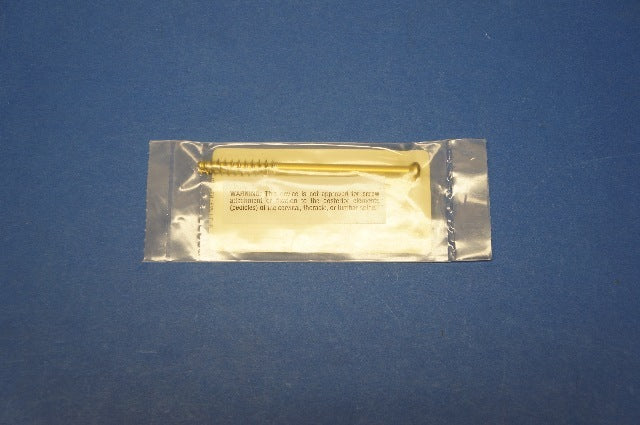 WARNING: This device is not approved for screw
attachment or fixation to the posterior elements
(pedicles) of the cervical, thoracic, or lumbar spine.